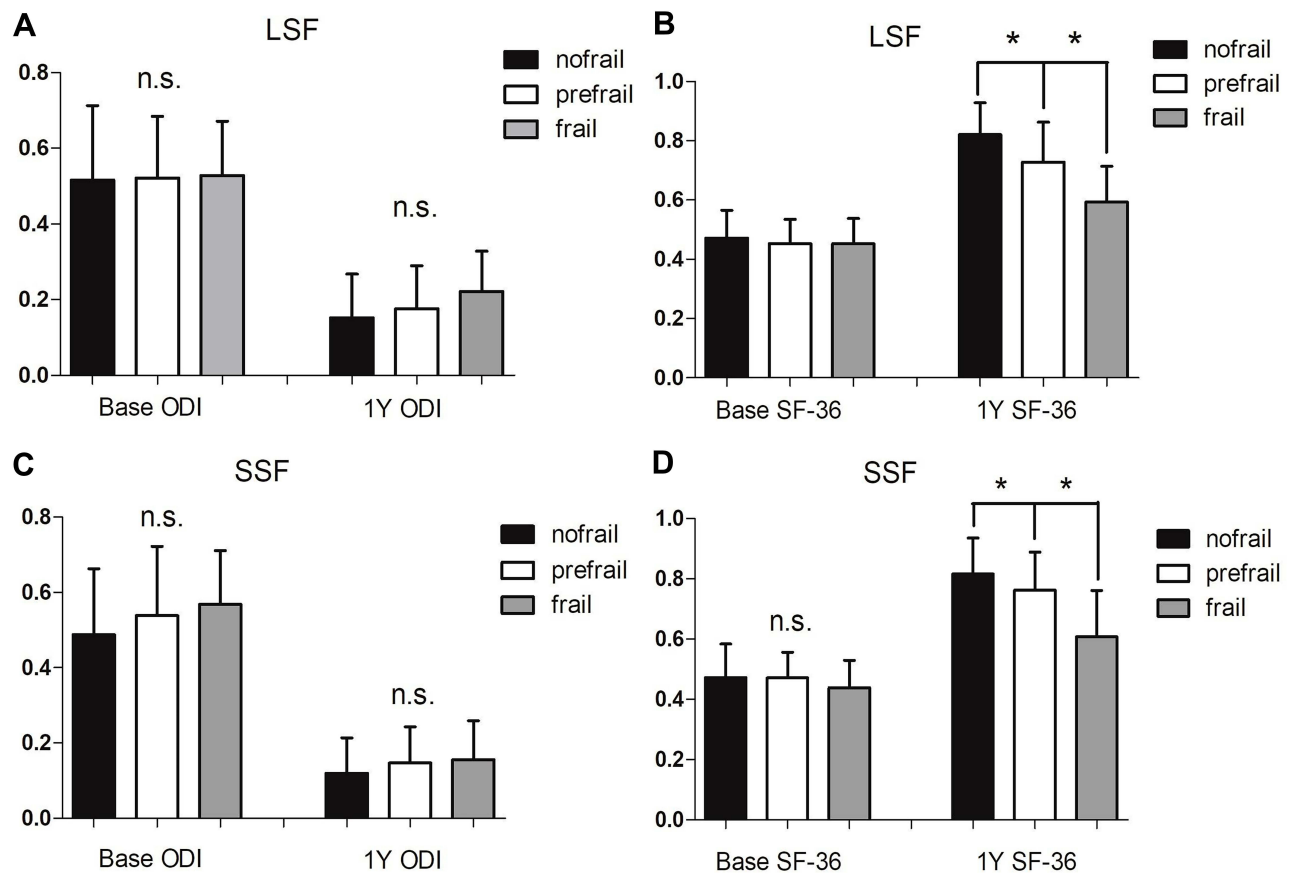 A
LSF
nofrail
prefrail
frail
0.8
0.6
0.4
0.2
0.0
n.s.
n.s.
Base ODI
1Y ODI
B
LSF
* *
nofrail
prefrail
frail
1.0
0.8
0.6
0.4
0.2
0.0
Base SF-36
1Y SF-36
C
SSF
nofrail
prefrail
frail
0.8
0.6
0.4
0.2
0.0
n.s.
n.s.
Base ODI
1Y ODI
D
SSF
* *
nofrail
prefrail
frail
1.0
0.8
0.6
0.4
0.2
0.0
n.s.
Base SF-36
1Y SF-36